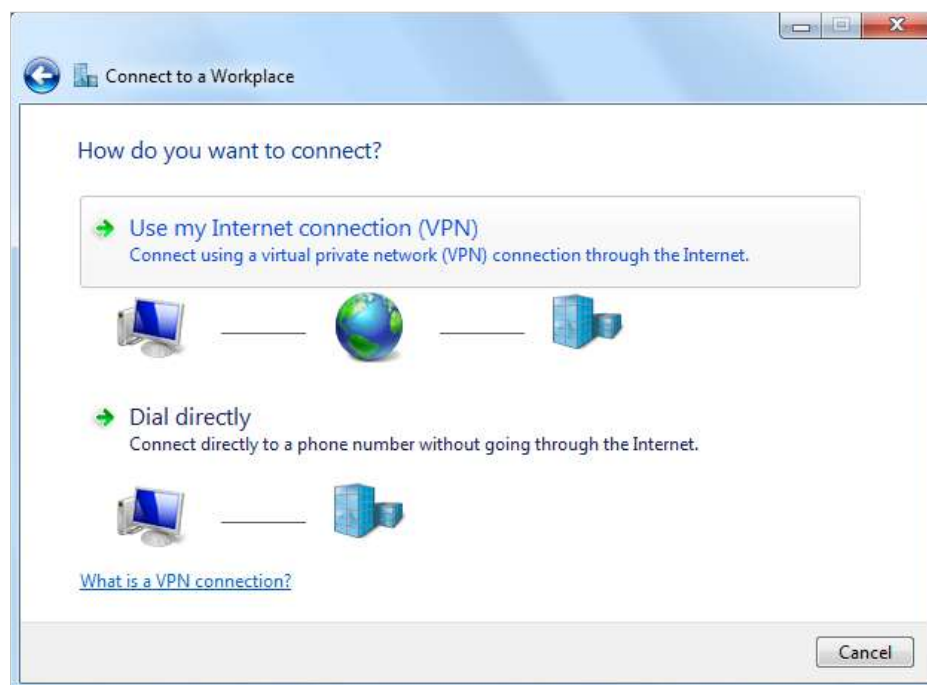 Connect to a Workplace
How do you want to connect?
Use my Internet connection (VPN)
Connect using a virtual private network (VPN) connection through the Internet.
Dial directly
Connect directly to a phone number without going through the Internet.
What is a VPN connection?
Cancel